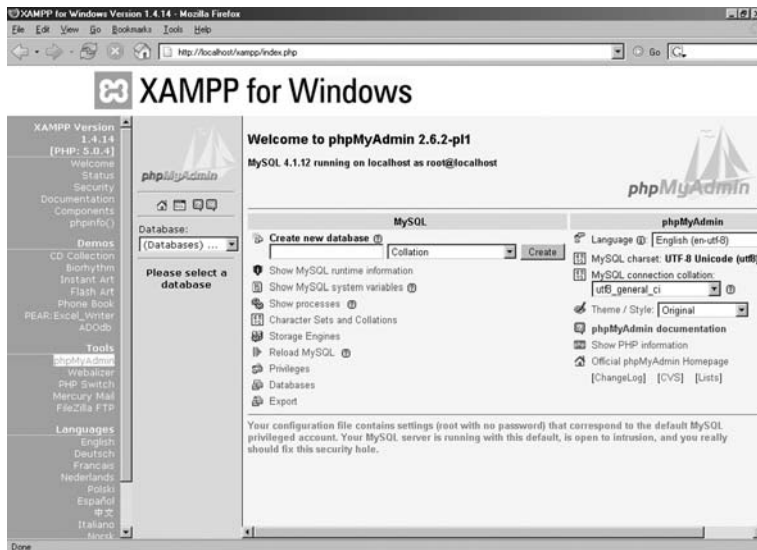 XAMPP for Windows Version 1.4.14 - Mozilla Firefox
File Edit View Go Bookmarks Tools Help
http://localhost/xampp/index.php
Go
XAMPP for Windows
XAMPP Version
1.4.14
[PHP: 5.0.4]
Welcome
Status
Security
Documentation
Components
phpinfo()
Demos
CD Collection
Biorhythm
Instant Art
Flash Art
Phone Book
PEAR:Excel_Writer
ADOdb
Tools
phpMyAdmin
Webalizer
PHP Switch
Mercury Mail
FileZilla FTP
Languages
English
Deutsch
Francais
Nederlands
Polski
Español
中文
Italiano
Norsk
phpMyAdmin
Database:
(Databases) ...
Please select a
database
Welcome to phpMyAdmin 2.6.2-pl1
MySQL 4.1.12 running on localhost as root@localhost
phpMyAdmin
MySQL
Create new database
Collation
Create
Show MySQL runtime information
Show MySQL system variables
Show processes
Character Sets and Collations
Storage Engines
Reload MySQL
Privileges
Databases
Export
phpMyAdmin
Language
English (en-utf-8)
MySQL charset: UTF-8 Unicode (utf8)
MySQL connection collation:
utf8_general_ci
Theme / Style: Original
phpMyAdmin documentation
Show PHP information
Official phpMyAdmin Homepage
[ChangeLog] [CVS] [Lists]
Your configuration file contains settings (root with no password) that correspond to the default MySQL
privileged account. Your MySQL server is running with this default, is open to intrusion, and you really
should fix this security hole.
Done